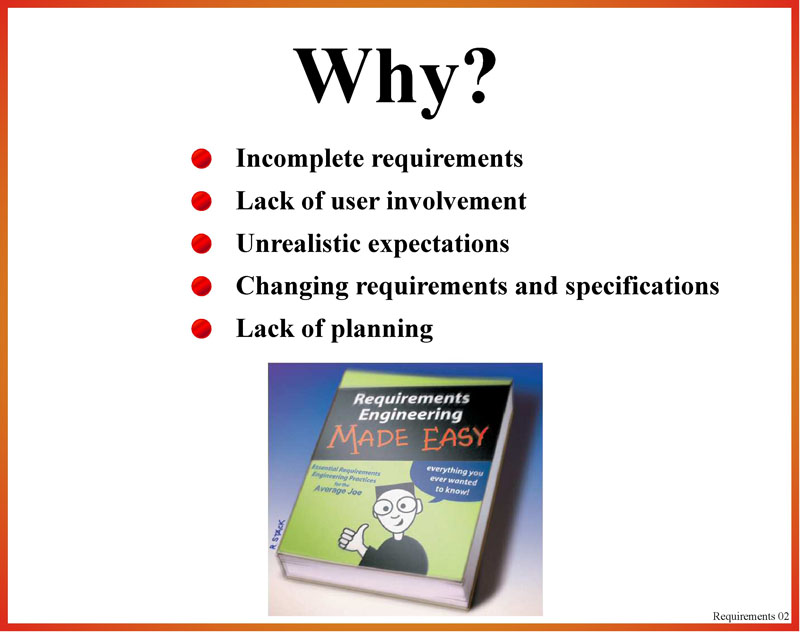 Why?
Incomplete requirements
Lack of user involvement
Unrealistic expectations
Changing requirements and specifications
Lack of planning
Requirements
Engineering
MADE EASY
Essential Requirements
Engineering Practices
for the
Average Joe
everything you
ever wanted
to know!
A. STACK
Requirements 02